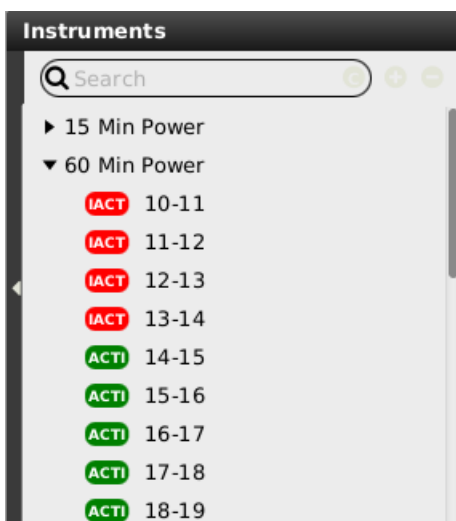 Instruments
Search
15 Min Power
60 Min Power
IACT 10-11
IACT 11-12
IACT 12-13
IACT 13-14
ACTI 14-15
ACTI 15-16
ACTI 16-17
ACTI 17-18
ACTI 18-19